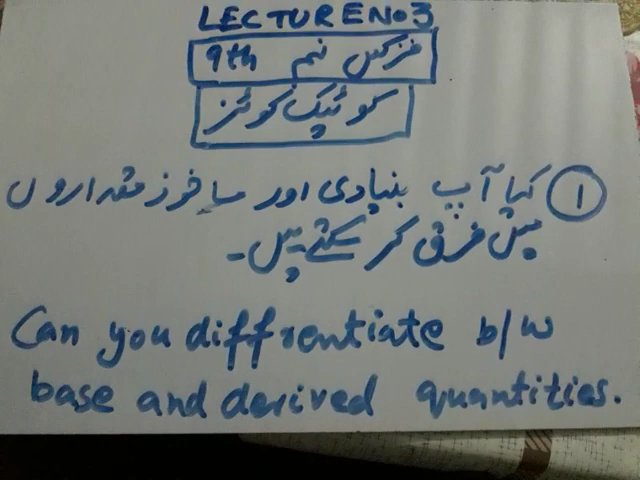 LECTURE No 3
فزکس نہم 9th
کوئیک کوئز
① کیا آپ بنیادی اور ماخوذ مقداروں
میں فرق کر سکتے ہیں۔
Can you diffrentiate b/w
base and derived quantities.